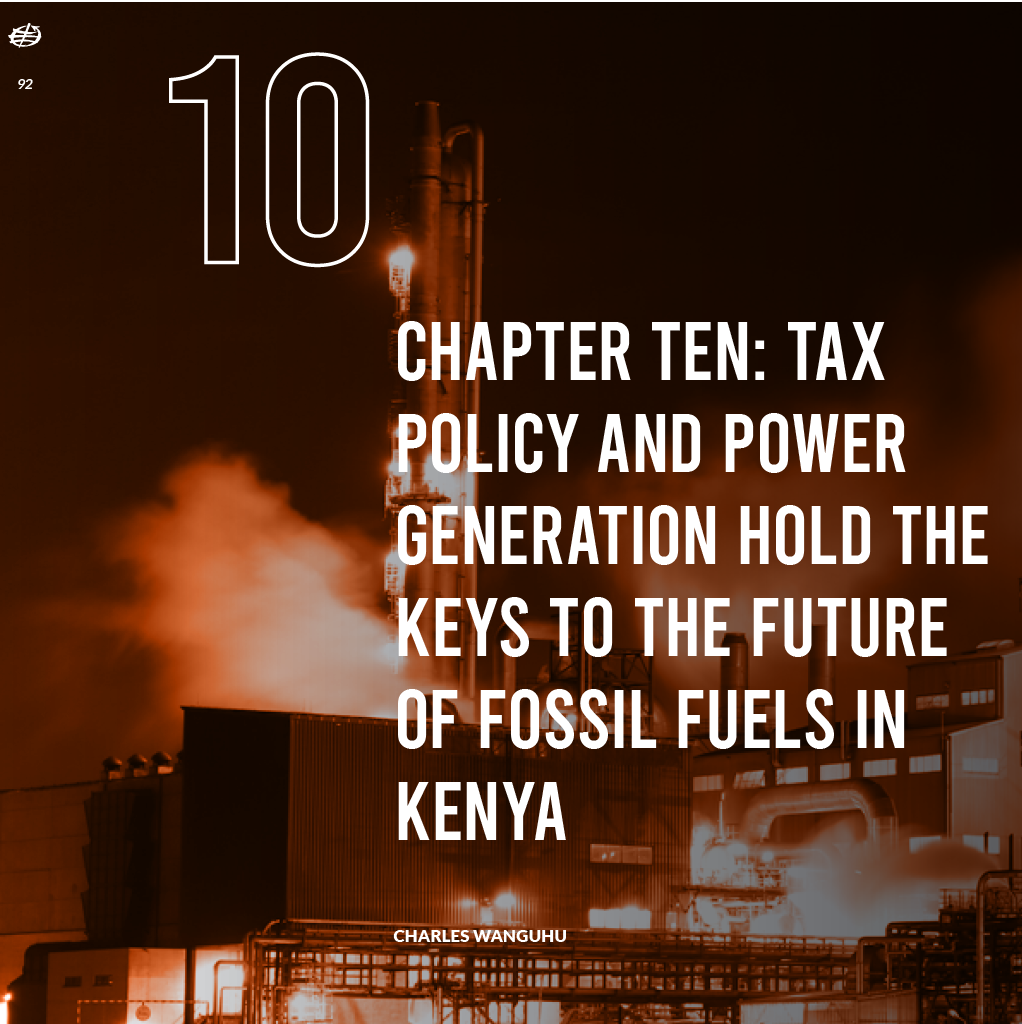 92
10
CHAPTER TEN: TAX
POLICY AND POWER
GENERATION HOLD THE
KEYS TO THE FUTURE
OF FOSSIL FUELS IN
KENYA
CHARLES WANGUHU